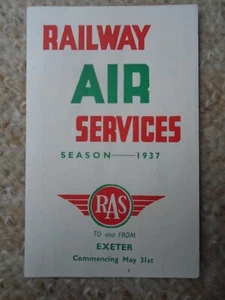 RAILWAY
AIR
SERVICES
SEASON — 1937
RAS
TO and FROM
EXETER
Commencing May 31st